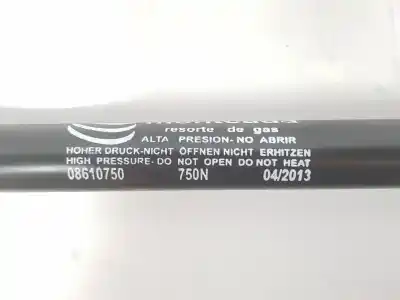 resorte de gas
ALTA PRESION-NO ABRIR
HOHER DRUCK-NICHT ÖFFNEN NICHT ERHITZEN
HIGH PRESSURE- DO NOT OPEN DO NOT HEAT
08610750 750N 04/2013